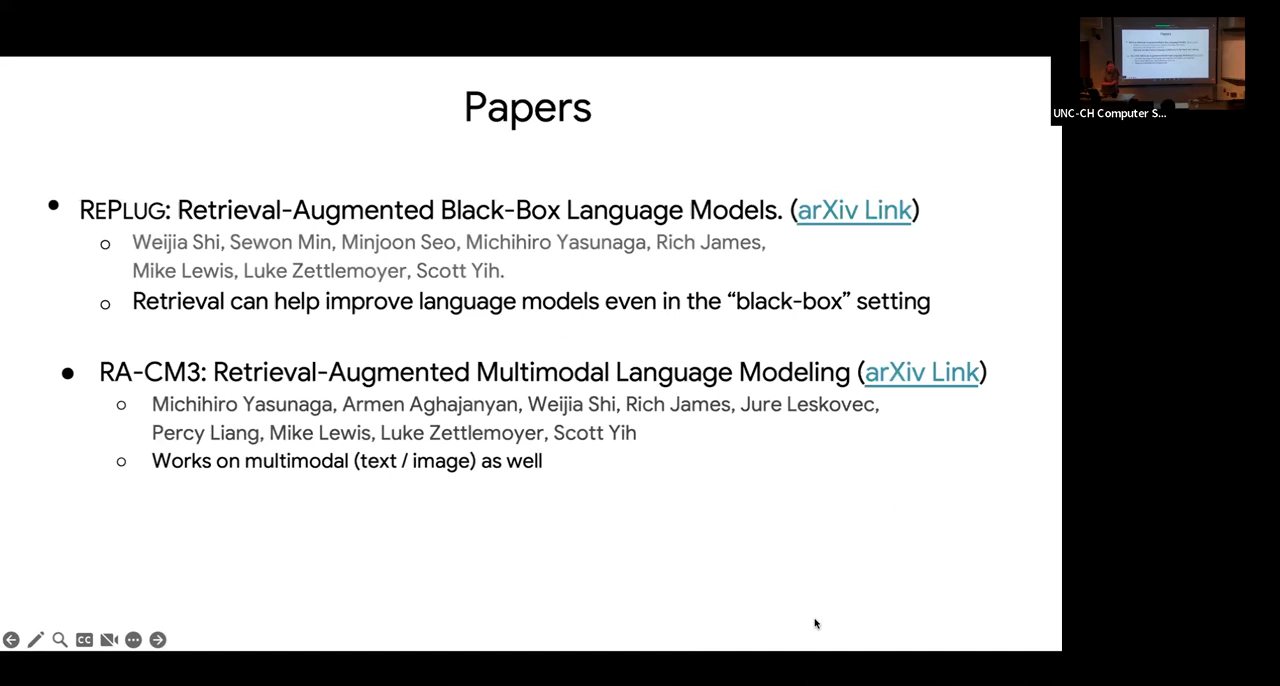 Papers
• REPLUG: Retrieval-Augmented Black-Box Language Models. (arXiv Link)
○ Weijia Shi, Sewon Min, Minjoon Seo, Michihiro Yasunaga, Rich James,
Mike Lewis, Luke Zettlemoyer, Scott Yih.
○ Retrieval can help improve language models even in the “black-box” setting
● RA-CM3: Retrieval-Augmented Multimodal Language Modeling (arXiv Link)
○ Michihiro Yasunaga, Armen Aghajanyan, Weijia Shi, Rich James, Jure Leskovec,
Percy Liang, Mike Lewis, Luke Zettlemoyer, Scott Yih
○ Works on multimodal (text / image) as well
CC
Papers
UNC-CH Computer S...